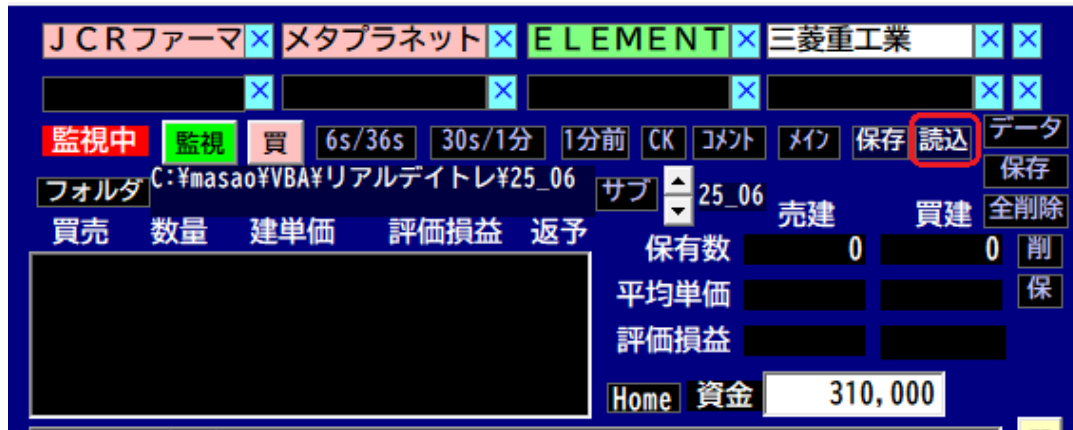 JCRファーマ × メタプラネット × ELEMENT × 三菱重工業 × ×
× × × × ×
監視中 監視 買 6s/36s 30s/1分 1分前 CK コメント メイン 保存 読込 データ
保存
フォルダ C:¥masao¥VBA¥リアルデイトレ¥25_06 サブ 25_06
売建 買建 全削除
買売 数量 建単価 評価損益 返予
保有数 0 0 削
平均単価 保
評価損益
Home 資金 310,000